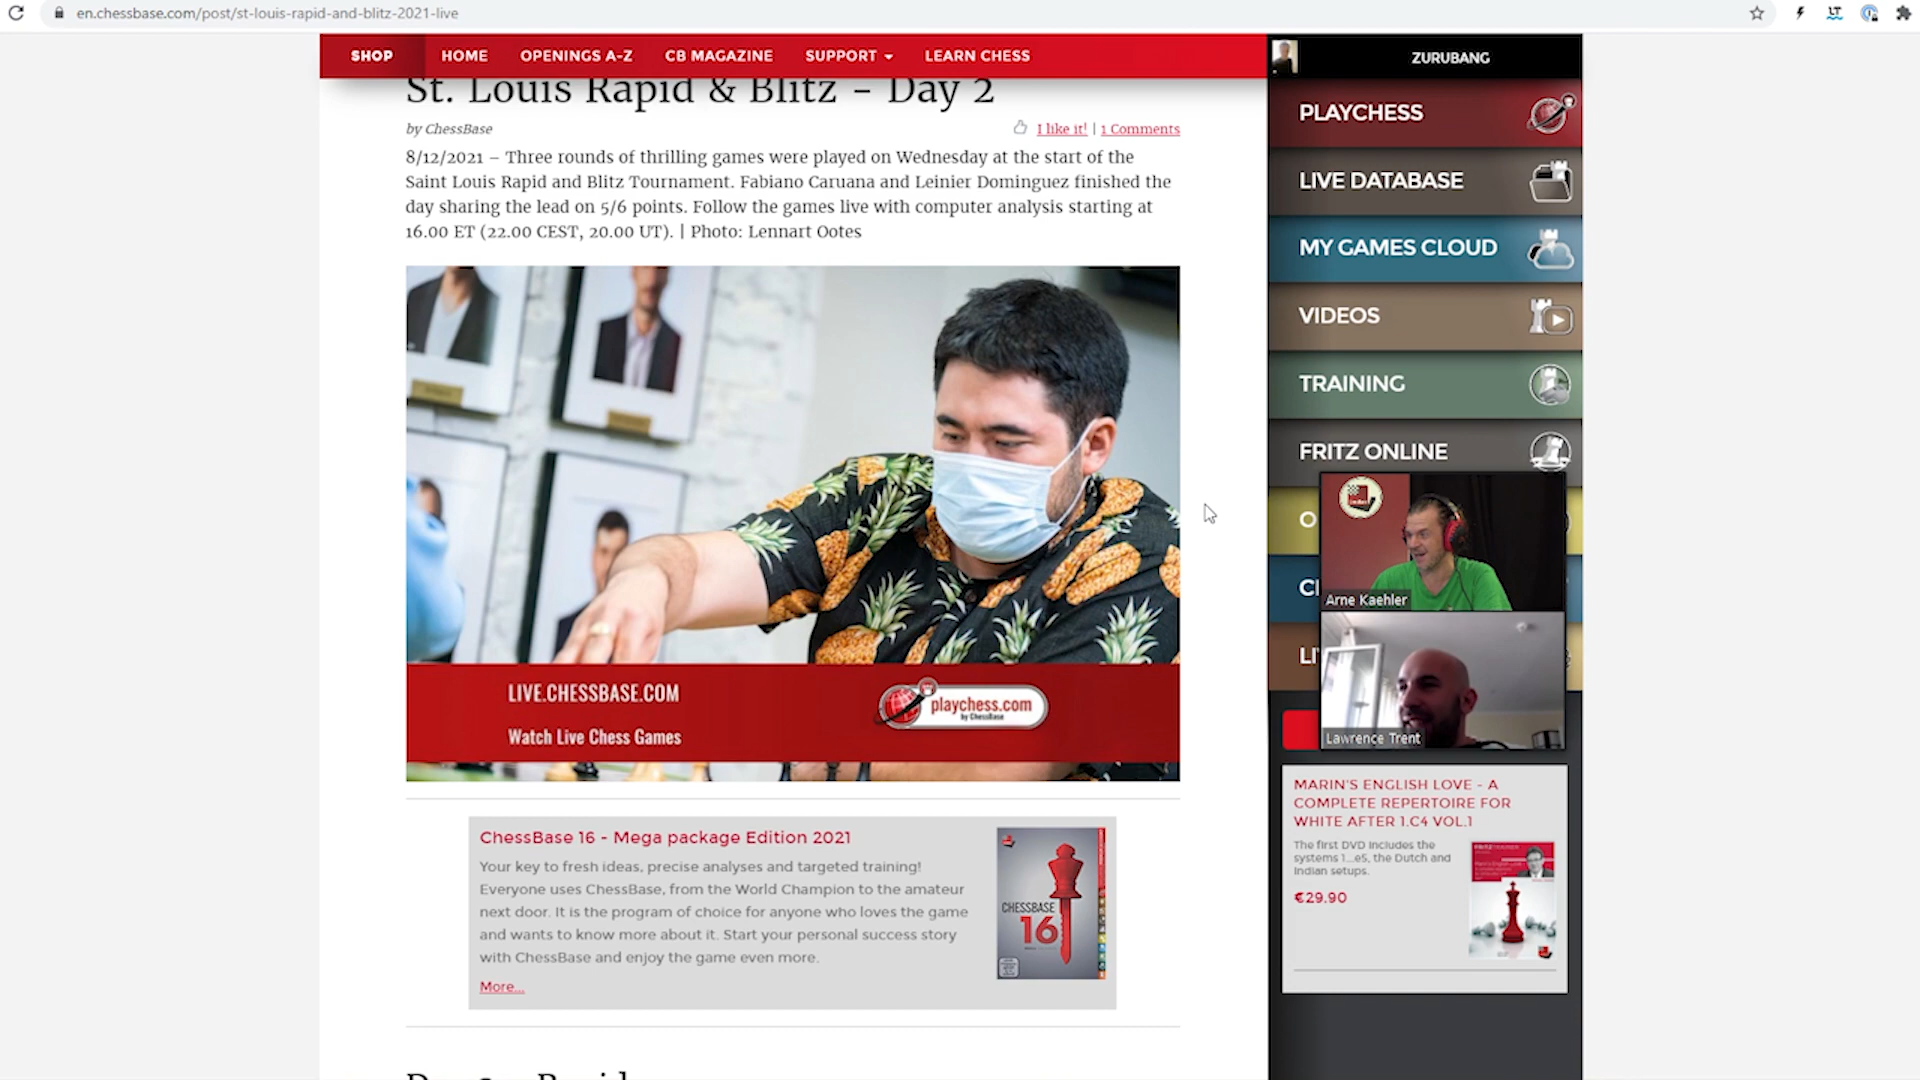 en.chessbase.com/post/st-louis-rapid-and-blitz-2021-live
SHOP HOME OPENINGS A-Z CB MAGAZINE SUPPORT LEARN CHESS
ZURUBANG
St. Louis Rapid & Blitz – Day 2
by ChessBase
I like it! | 1 Comments
8/12/2021 – Three rounds of thrilling games were played on Wednesday at the start of the
Saint Louis Rapid and Blitz Tournament. Fabiano Caruana and Leinier Dominguez finished the
day sharing the lead on 5/6 points. Follow the games live with computer analysis starting at
16.00 ET (22.00 CEST, 20.00 UT). | Photo: Lennart Ootes
LIVE.CHESSBASE.COM
Watch Live Chess Games
playchess.com
by ChessBase
ChessBase 16 - Mega package Edition 2021
Your key to fresh ideas, precise analyses and targeted training!
Everyone uses ChessBase, from the World Champion to the amateur
next door. It is the program of choice for anyone who loves the game
and wants to know more about it. Start your personal success story
with ChessBase and enjoy the game even more.
More...
CHESSBASE
16
PLAYCHESS
LIVE DATABASE
MY GAMES CLOUD
VIDEOS
TRAINING
FRITZ ONLINE
O
Arne Kaehler
LI
Lawrence Trent
MARIN'S ENGLISH LOVE - A
COMPLETE REPERTOIRE FOR
WHITE AFTER 1.C4 VOL.1
The first DVD includes the
systems 1...e5, the Dutch and
Indian setups.
€29.90